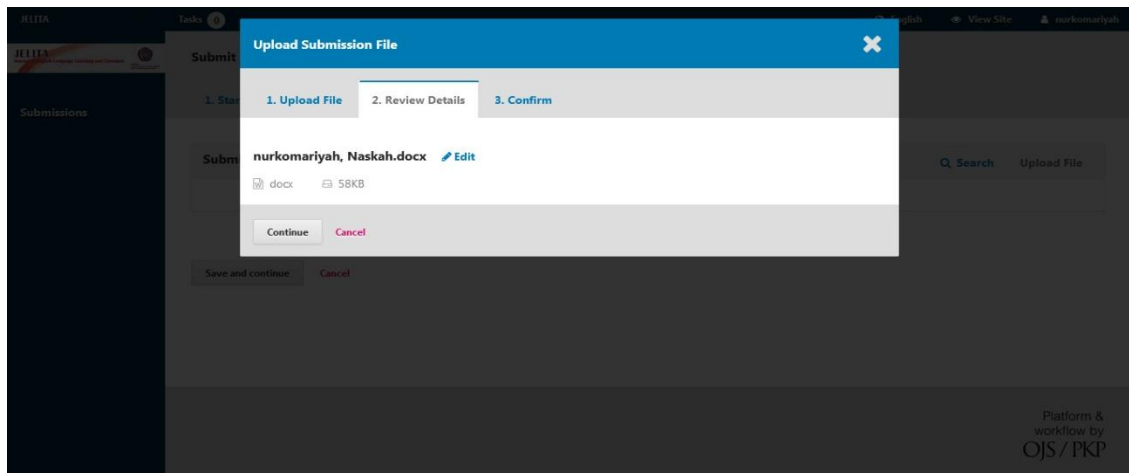 JELITA
Tasks 0
English
View Site
nurkomariyah
JELITA
Submit
Submissions
1. Star
Upload Submission File
1. Upload File
2. Review Details
3. Confirm
Subm
Search
Upload File
nurkomariyah, Naskah.docx
Edit
docx
58KB
Continue
Cancel
Save and continue
Cancel
Platform &
workflow by
OJS / PKP